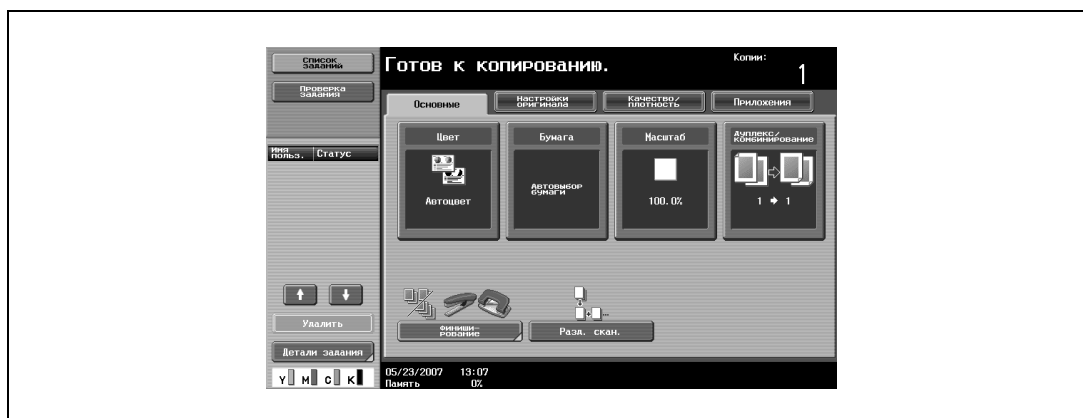 Список
заданий
Проверка
задания
Имя
польз.
Статус
Удалить
Детали задания
Y M C K
Готов к копированию.
Копии:
1
Основные
Настройки
оригинала
Качество/
плотность
Приложения
Цвет
Автоцвет
Бумага
Автовыбор
бумаги
Масштаб
100.0%
Дуплекс/
комбинирование
1 → 1
Финиши-
рование
Разд. скан.
05/23/2007 13:07
Память 0%